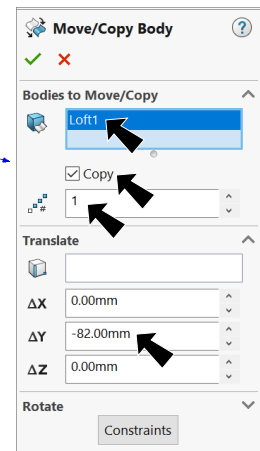 Move/Copy Body
?
Bodies to Move/Copy
Loft1
Copy
#
1
Translate
ΔX 0.00mm
ΔY -82.00mm
ΔZ 0.00mm
Rotate
Constraints